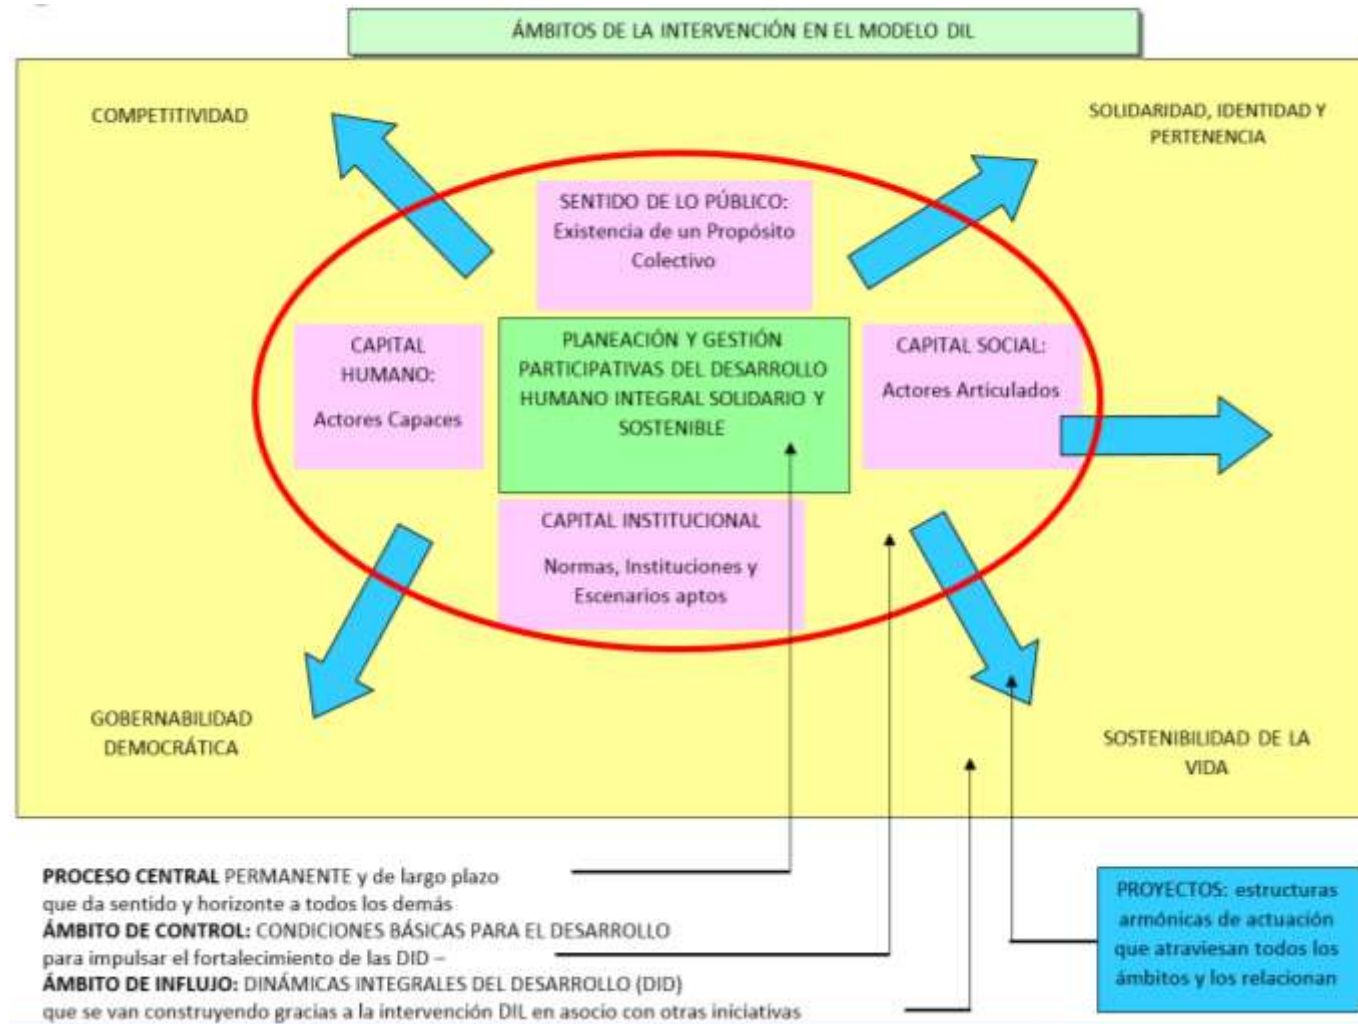 ÁMBITOS DE LA INTERVENCIÓN EN EL MODELO DIL
COMPETITIVIDAD
SOLIDARIDAD, IDENTIDAD Y
PERTENENCIA
SENTIDO DE LO PÚBLICO:
Existencia de un Propósito
Colectivo
CAPITAL
HUMANO:
Actores Capaces
PLANEACIÓN Y GESTIÓN
PARTICIPATIVAS DEL DESARROLLO
HUMANO INTEGRAL SOLIDARIO Y
SOSTENIBLE
CAPITAL SOCIAL:
Actores Articulados
CAPITAL INSTITUCIONAL
Normas, Instituciones y
Escenarios aptos
GOBERNABILIDAD
DEMOCRÁTICA
SOSTENIBILIDAD DE LA
VIDA
PROCESO CENTRAL PERMANENTE y de largo plazo
que da sentido y horizonte a todos los demás
ÁMBITO DE CONTROL: CONDICIONES BÁSICAS PARA EL DESARROLLO
para impulsar el fortalecimiento de las DID –
ÁMBITO DE INFLUJO: DINÁMICAS INTEGRALES DEL DESARROLLO (DID)
que se van construyendo gracias a la intervención DIL en asocio con otras iniciativas
PROYECTOS: estructuras
armónicas de actuación
que atraviesan todos los
ámbitos y los relacionan